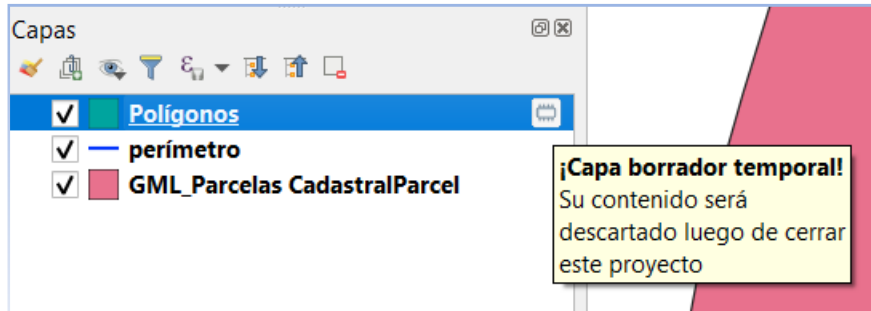 Capas
Polígonos
perímetro
GML_Parcelas CadastralParcel
¡Capa borrador temporal!
Su contenido será
descartado luego de cerrar
este proyecto